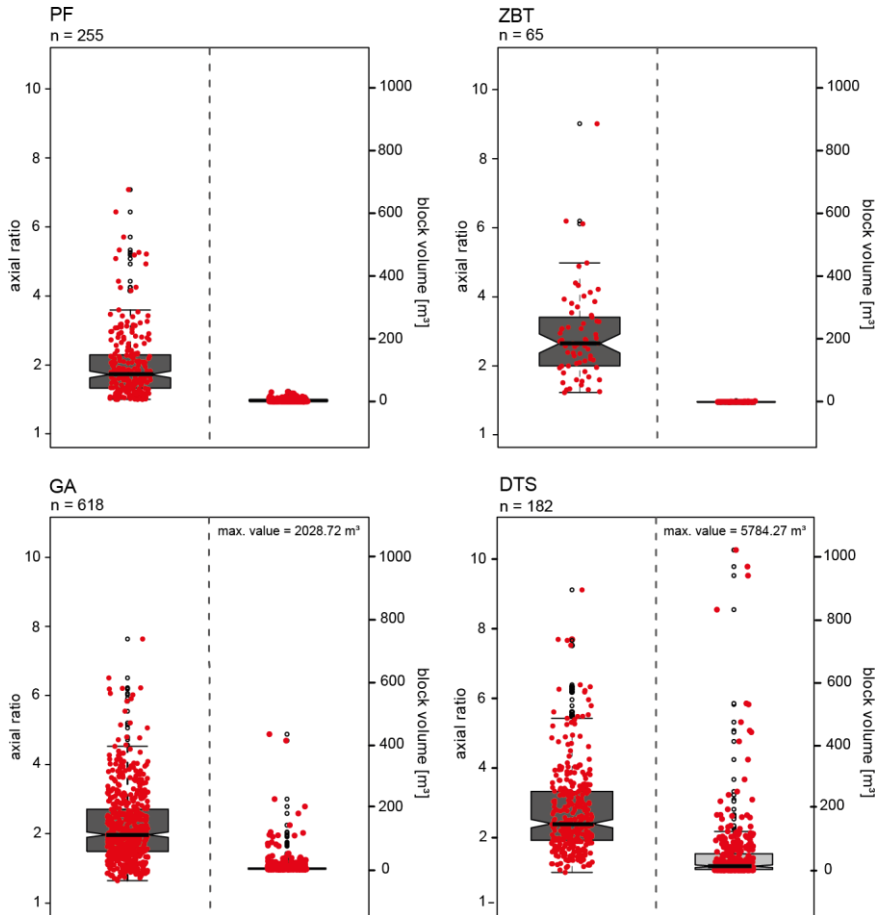 PF
n = 255
10
8
6
4
2
1
axial ratio
1000
800
600
400
200
0
block volume [m³]
ZBT
n = 65
10
8
6
4
2
1
axial ratio
1000
800
600
400
200
0
block volume [m³]
GA
n = 618
max. value = 2028.72 m³
10
8
6
4
2
1
axial ratio
1000
800
600
400
200
0
block volume [m³]
DTS
n = 182
max. value = 5784.27 m³
10
8
6
4
2
1
axial ratio
1000
800
600
400
200
0
block volume [m³]